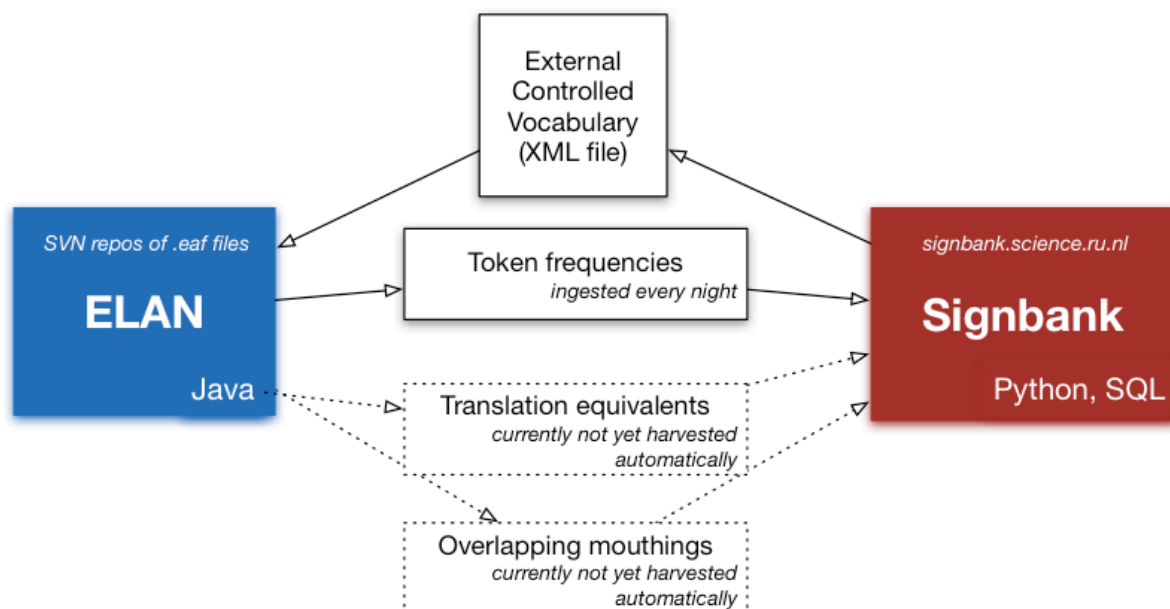 External
Controlled
Vocabulary
(XML file)
SVN repos of .eaf files
ELAN
Java
Token frequencies
ingested every night
signbank.science.ru.nl
Signbank
Python, SQL
Translation equivalents
currently not yet harvested
automatically
Overlapping mouthings
currently not yet harvested
automatically